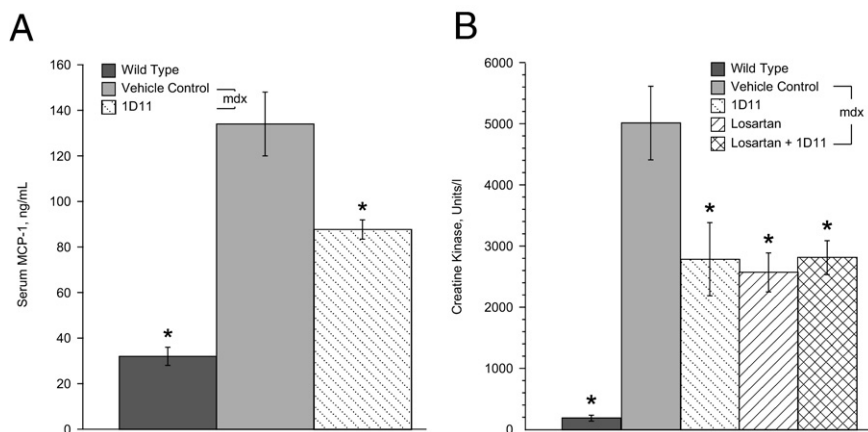 A
Serum MCP-1, ng/mL
160
140
120
100
80
60
40
20
0
Wild Type
Vehicle Control
1D11
mdx
*
*
B
Creatine Kinase, Units/l
6000
5000
4000
3000
2000
1000
0
Wild Type
Vehicle Control
1D11
Losartan
Losartan + 1D11
mdx
*
*
*
*